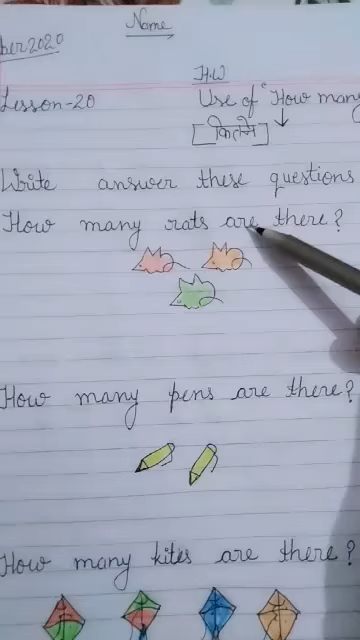 Name
ber 2020
H.W
Lesson-20 Use of "How many
[कितने]
Write answer these questions
How many rats are there?
How many pens are there?
How many kites are there?